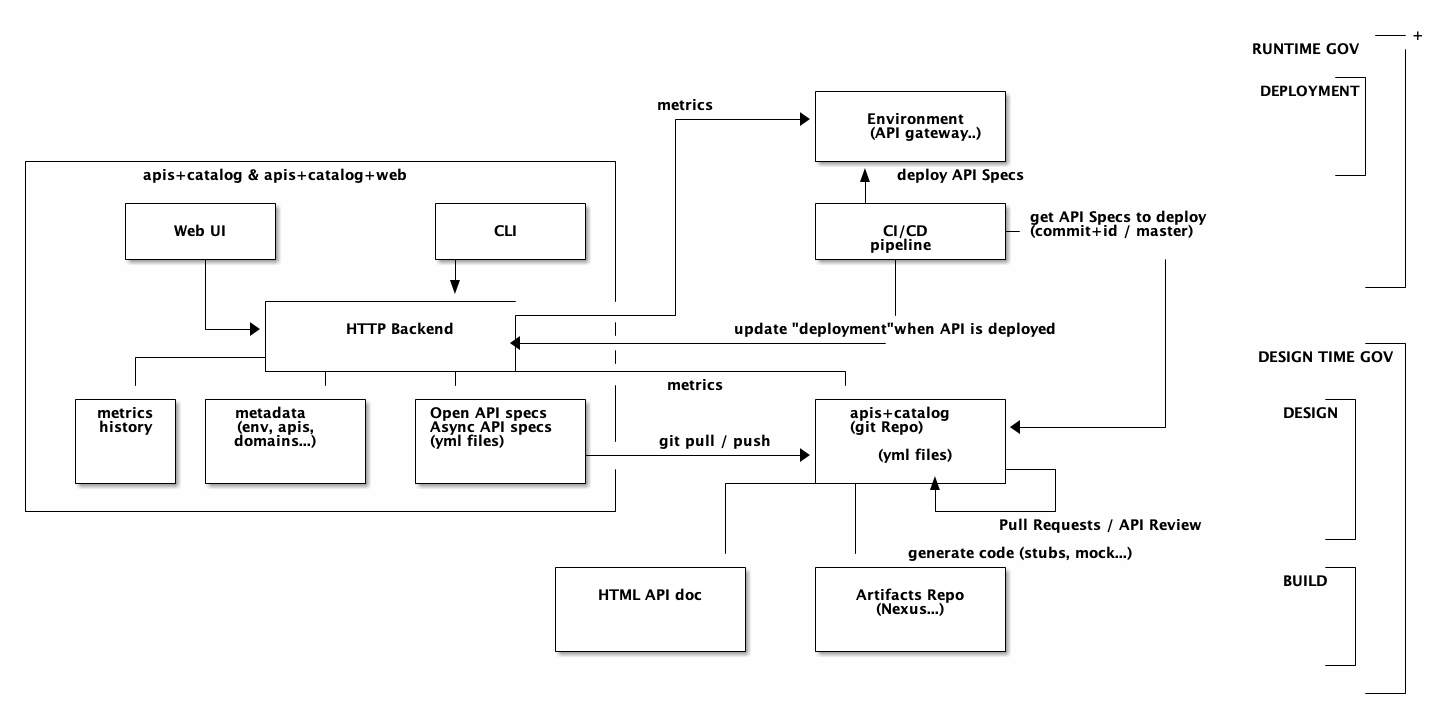 +
RUNTIME GOV
DEPLOYMENT
metrics
Environment
(API gateway..)
apis+catalog & apis+catalog+web
deploy API Specs
Web UI
CLI
CI/CD
pipeline
get API Specs to deploy
(commit+id / master)
HTTP Backend
update "deployment"when API is deployed
DESIGN TIME GOV
metrics
metrics
history
metadata
(env, apis,
domains...)
Open API specs
Async API specs
(yml files)
git pull / push
apis+catalog
(git Repo)
(yml files)
DESIGN
Pull Requests / API Review
generate code (stubs, mock...)
HTML API doc
Artifacts Repo
(Nexus...)
BUILD